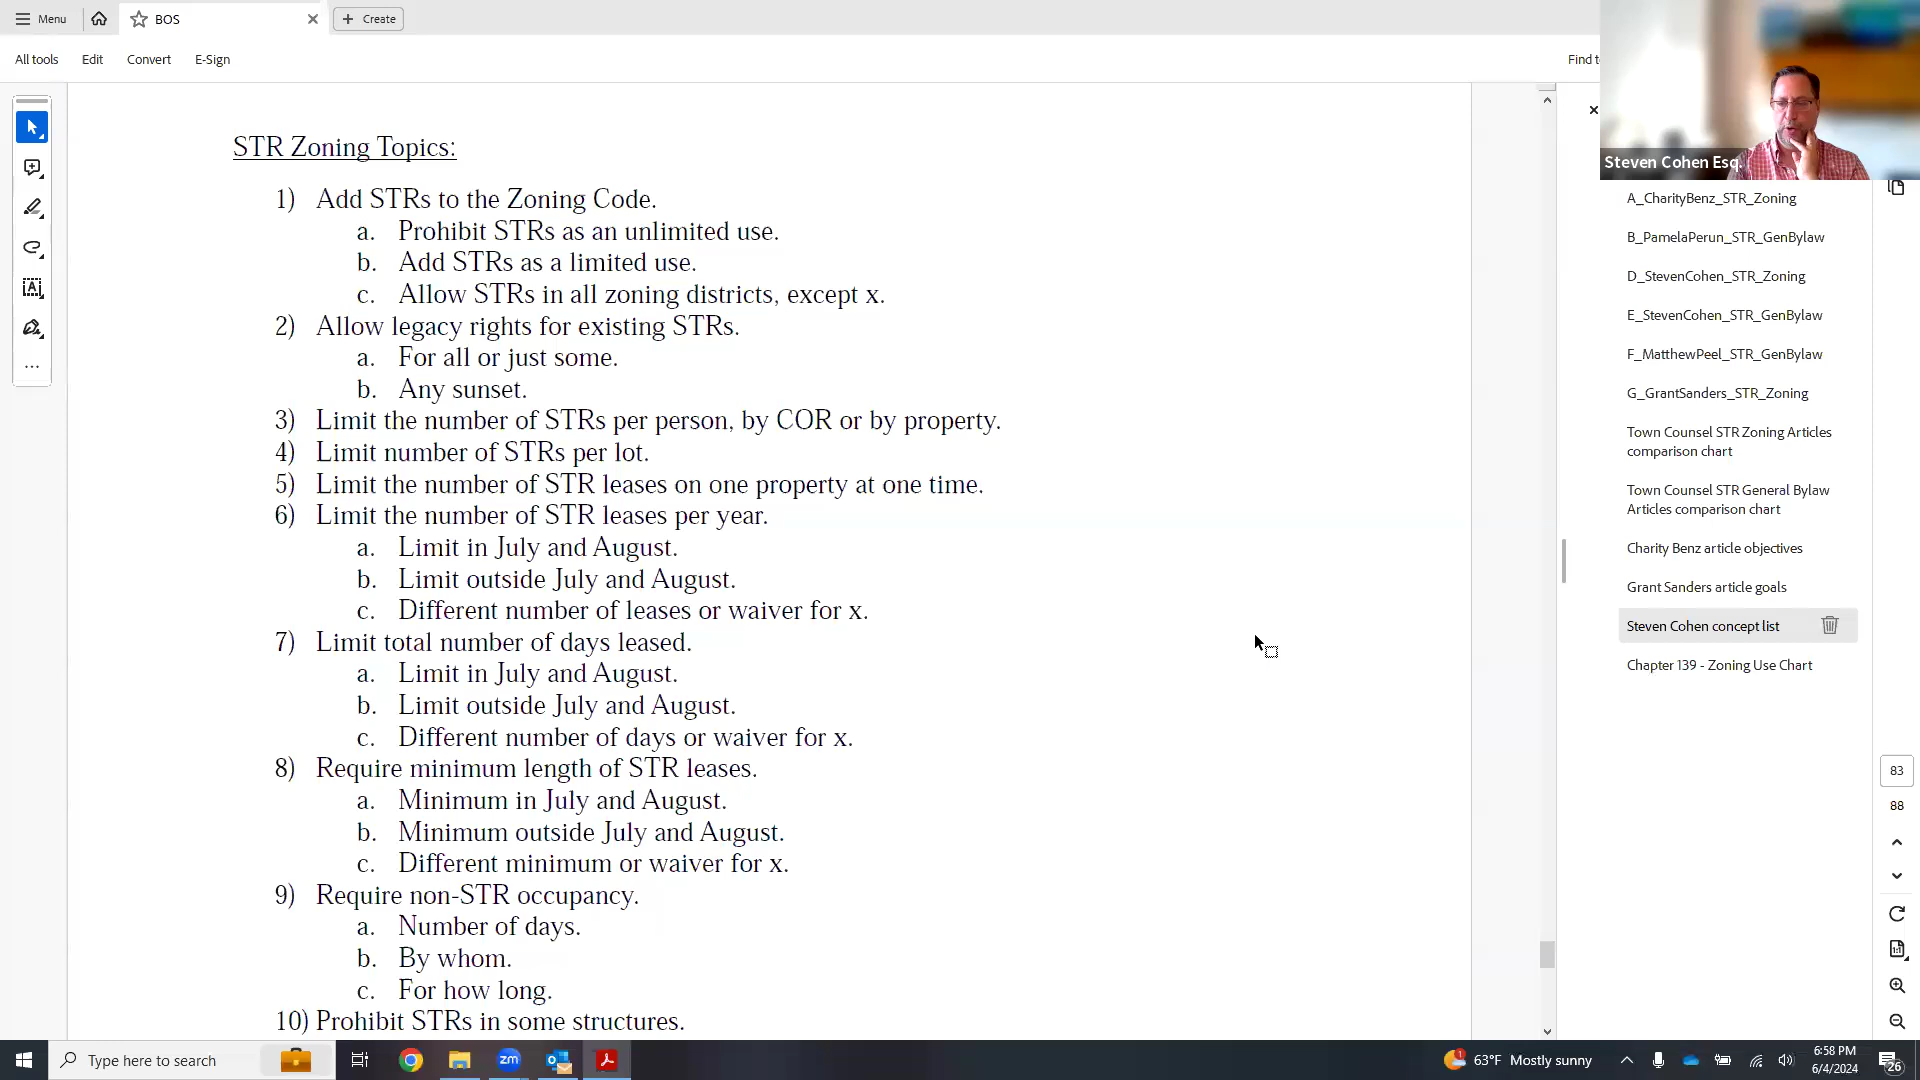 Menu
BOS
Create
All tools
Edit
Convert
E-Sign
Find t
Steven Cohen Esq.
STR Zoning Topics:
1) Add STRs to the Zoning Code.
a. Prohibit STRs as an unlimited use.
b. Add STRs as a limited use.
c. Allow STRs in all zoning districts, except x.
2) Allow legacy rights for existing STRs.
a. For all or just some.
b. Any sunset.
3) Limit the number of STRs per person, by COR or by property.
4) Limit number of STRs per lot.
5) Limit the number of STR leases on one property at one time.
6) Limit the number of STR leases per year.
a. Limit in July and August.
b. Limit outside July and August.
c. Different number of leases or waiver for x.
7) Limit total number of days leased.
a. Limit in July and August.
b. Limit outside July and August.
c. Different number of days or waiver for x.
8) Require minimum length of STR leases.
a. Minimum in July and August.
b. Minimum outside July and August.
c. Different minimum or waiver for x.
9) Require non-STR occupancy.
a. Number of days.
b. By whom.
c. For how long.
10) Prohibit STRs in some structures.
A_CharityBenz_STR_Zoning
B_PamelaPerun_STR_GenBylaw
D_StevenCohen_STR_Zoning
E_StevenCohen_STR_GenBylaw
F_MatthewPeel_STR_GenBylaw
G_GrantSanders_STR_Zoning
Town Counsel STR Zoning Articles
comparison chart
Town Counsel STR General Bylaw
Articles comparison chart
Charity Benz article objectives
Grant Sanders article goals
Steven Cohen concept list
Chapter 139 - Zoning Use Chart
83
88
Type here to search
zm
1
63°F Mostly sunny
6:58 PM
6/4/2024
26